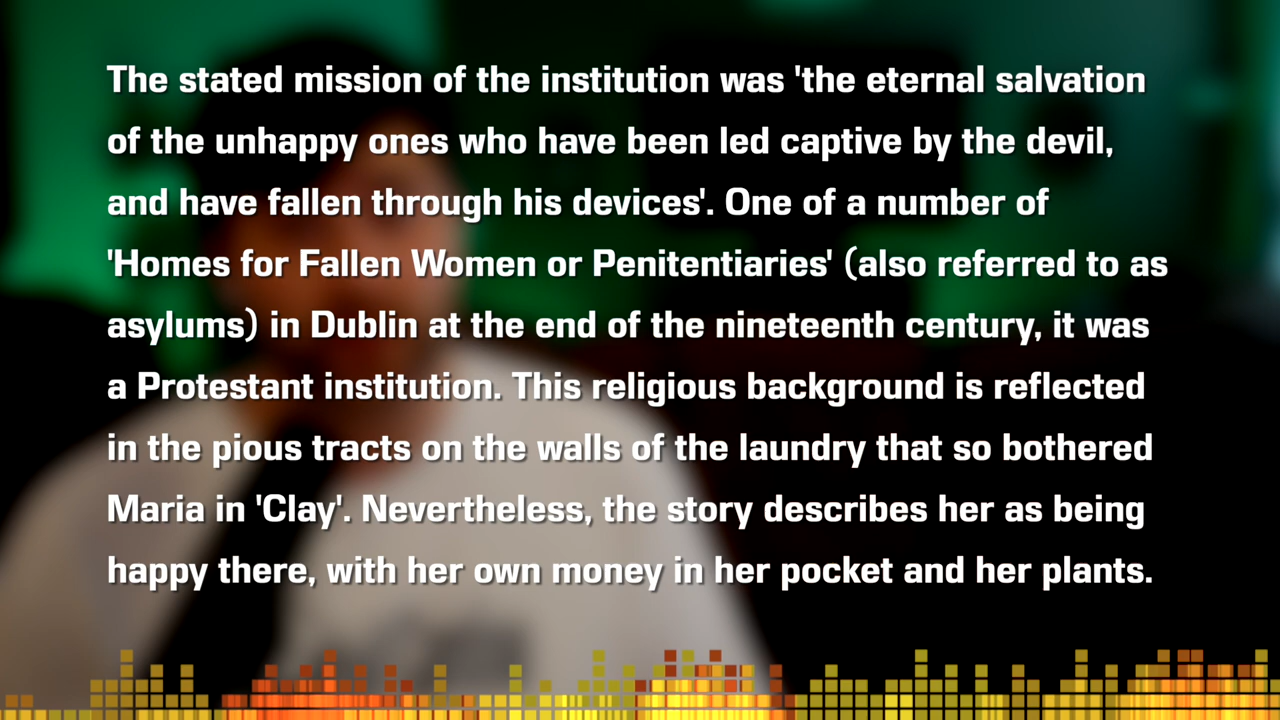 The stated mission of the institution was 'the eternal salvation
of the unhappy ones who have been led captive by the devil,
and have fallen through his devices'. One of a number of
'Homes for Fallen Women or Penitentiaries' (also referred to as
asylums) in Dublin at the end of the nineteenth century, it was
a Protestant institution. This religious background is reflected
in the pious tracts on the walls of the laundry that so bothered
Maria in 'Clay'. Nevertheless, the story describes her as being
happy there, with her own money in her pocket and her plants.